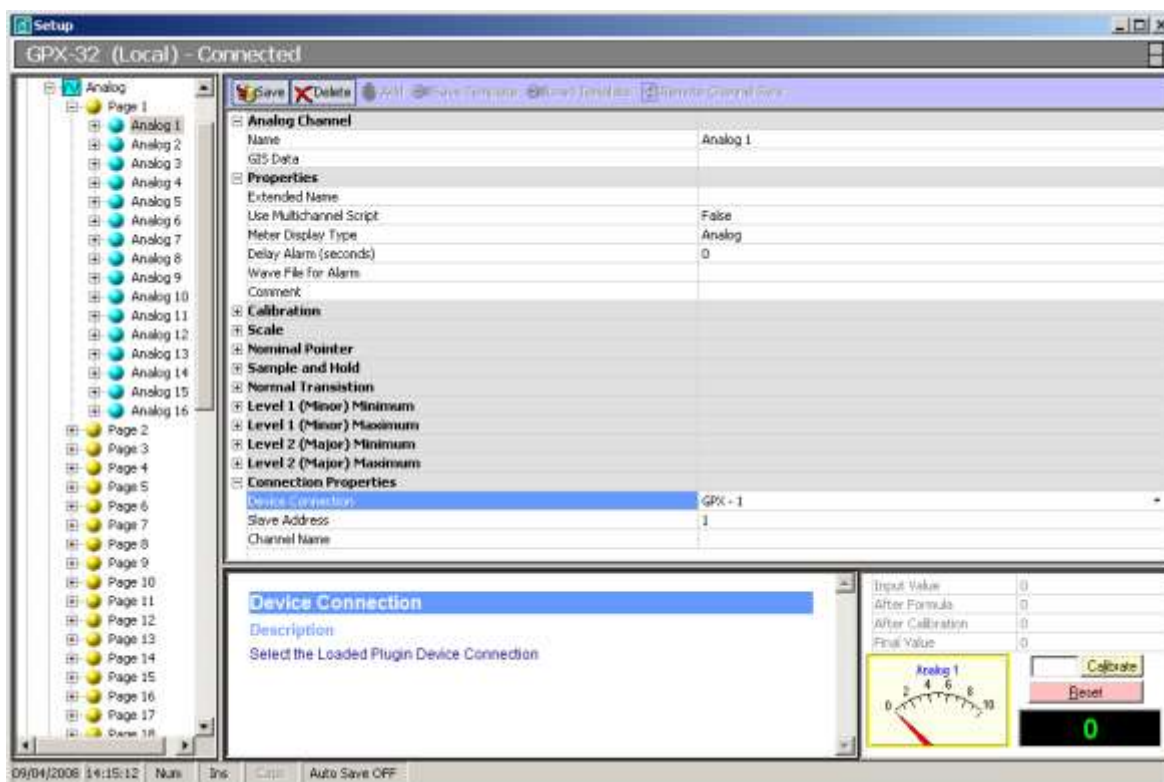 Setup
GPX-32 (Local) - Connected
Analog
Page 1
Analog 1
Analog 2
Analog 3
Analog 4
Analog 5
Analog 6
Analog 7
Analog 8
Analog 9
Analog 10
Analog 11
Analog 12
Analog 13
Analog 14
Analog 15
Analog 16
Page 2
Page 3
Page 4
Page 5
Page 6
Page 7
Page 8
Page 9
Page 10
Page 11
Page 12
Page 13
Page 14
Page 15
Page 16
Page 17
Page 18
Save Delete Add
Analog Channel
Name Analog 1
GIS Data
Properties
Extended Name
Use Multichannel Script False
Meter Display Type Analog
Delay Alarm (seconds) 0
Wave File for Alarm
Comment
Calibration
Scale
Nominal Pointer
Sample and Hold
Normal Transistion
Level 1 (Minor) Minimum
Level 1 (Minor) Maximum
Level 2 (Major) Minimum
Level 2 (Major) Maximum
Connection Properties
Device Connection GPX - 1
Slave Address 1
Channel Name
Device Connection
Description
Select the Loaded Plugin Device Connection
Input Value 0
After Formula 0
After Calibration 0
Final Value 0
Analog 1
0 2 4 6 8 10
Calibrate
Reset
0
09/04/2008 14:15:12 Num Ins Caps Auto Save OFF